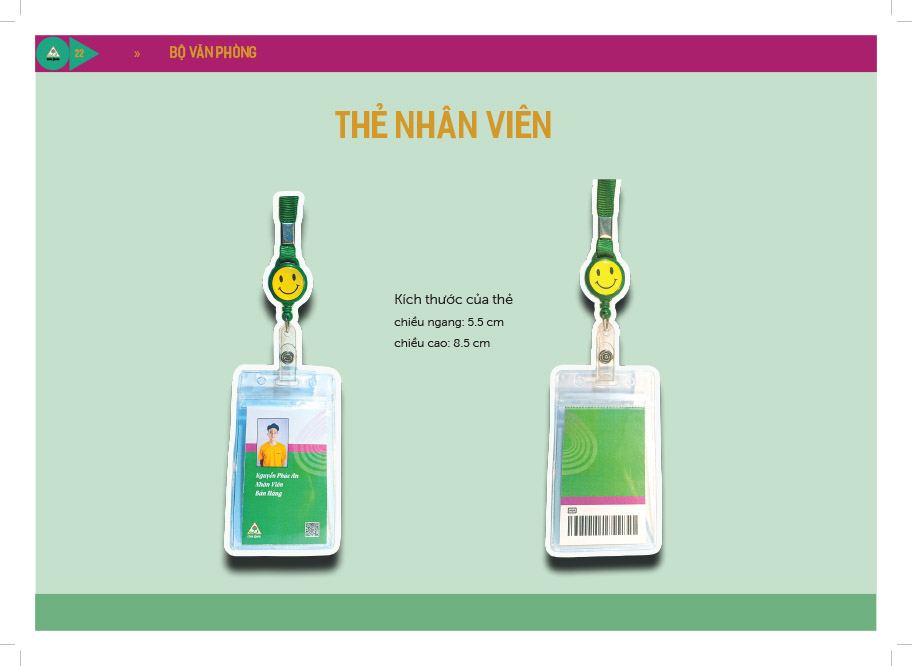 22
»
BỘ VĂN PHÒNG
THẺ NHÂN VIÊN
Kích thước của thẻ
chiều ngang: 5.5 cm
chiều cao: 8.5 cm
Nguyễn Phúc An
Nhân Viên
Bán Hàng